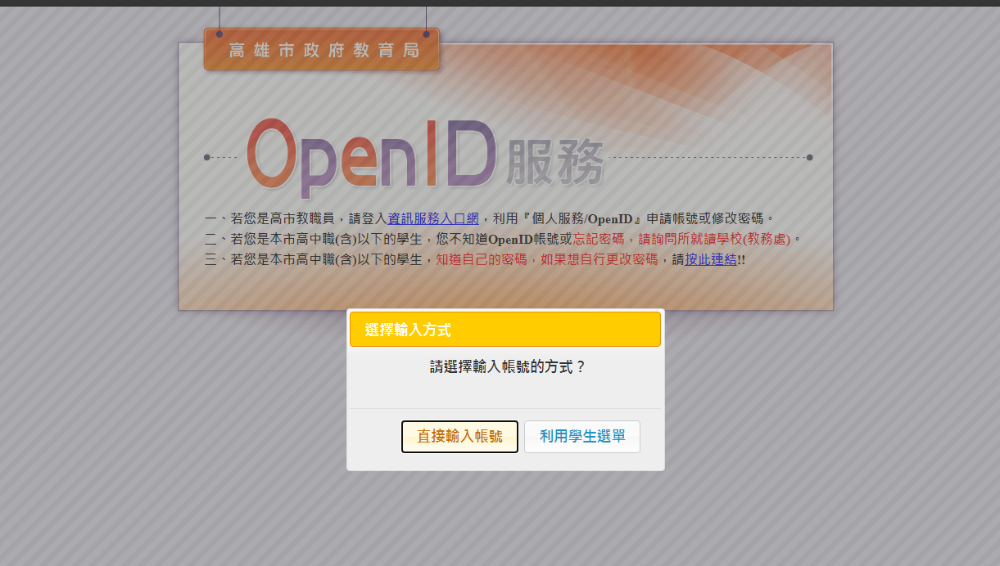 高雄市政府教育局
OpenID服務
一、若您是高市教職員，請登入資訊服務入口網，利用『個人服務/OpenID』申請帳號或修改密碼。
二、若您是本市高中職(含)以下的學生，您不知道OpenID帳號或忘記密碼，請詢問所就讀學校(教務處)。
三、若您是本市高中職(含)以下的學生，知道自己的密碼，如果想自行更改密碼，請按此連結!!
選擇輸入方式
請選擇輸入帳號的方式？
直接輸入帳號 利用學生選單